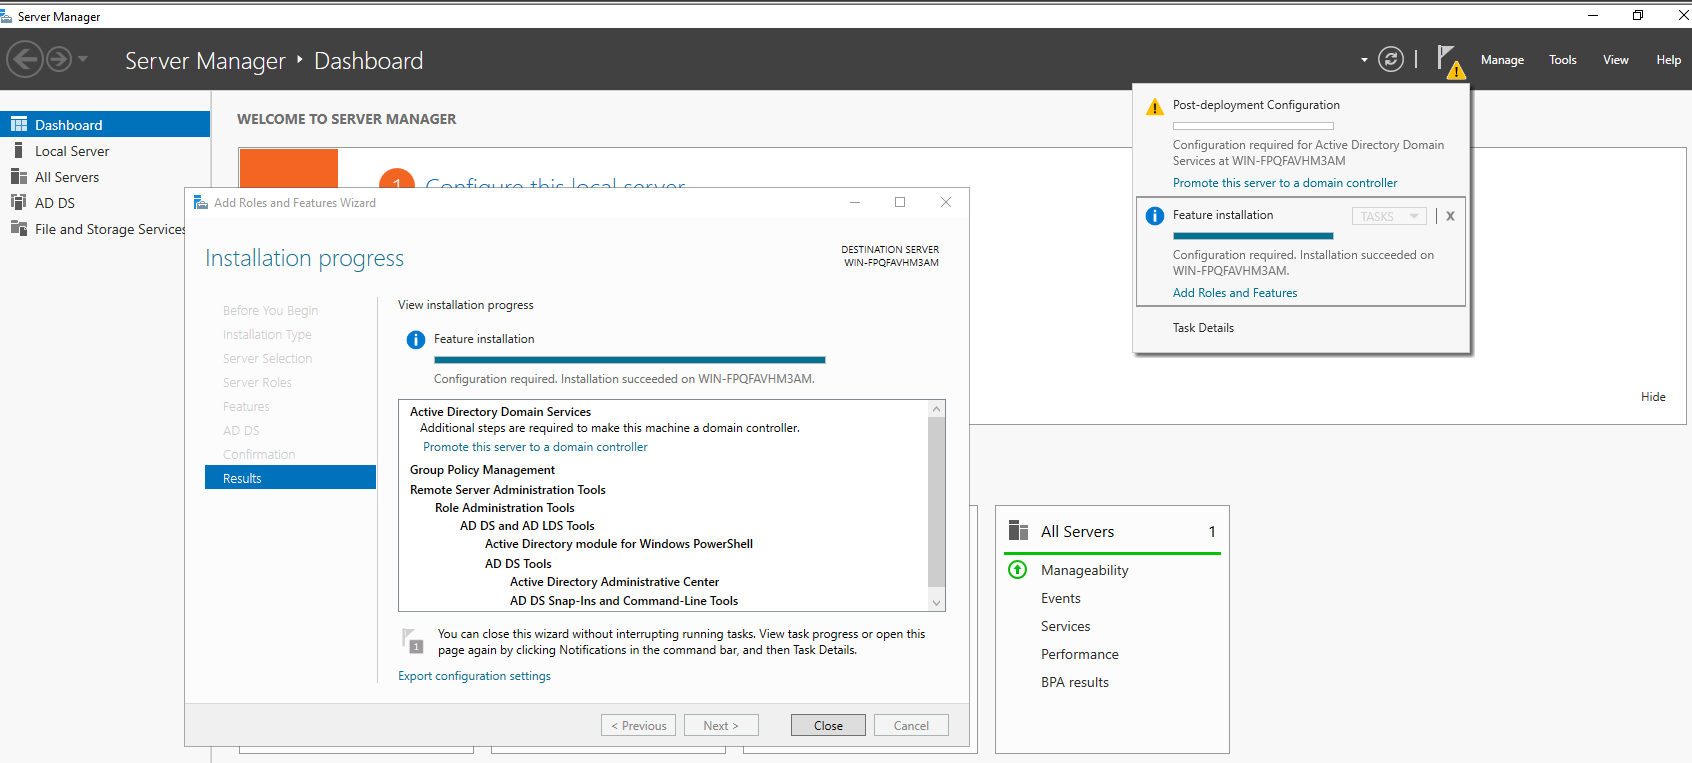 Server Manager
Server Manager ‣ Dashboard
Manage
Tools
View
Help
Dashboard
Local Server
All Servers
AD DS
File and Storage Services
WELCOME TO SERVER MANAGER
1
Configure this local server
Hide
Post-deployment Configuration
Configuration required for Active Directory Domain
Services at WIN-FPQFAVHM3AM
Promote this server to a domain controller
Feature installation
TASKS
X
Configuration required. Installation succeeded on
WIN-FPQFAVHM3AM.
Add Roles and Features
Task Details
Add Roles and Features Wizard
Installation progress
DESTINATION SERVER
WIN-FPQFAVHM3AM
Before You Begin
Installation Type
Server Selection
Server Roles
Features
AD DS
Confirmation
Results
View installation progress
Feature installation
Configuration required. Installation succeeded on WIN-FPQFAVHM3AM.
Active Directory Domain Services
Additional steps are required to make this machine a domain controller.
Promote this server to a domain controller
Group Policy Management
Remote Server Administration Tools
Role Administration Tools
AD DS and AD LDS Tools
Active Directory module for Windows PowerShell
AD DS Tools
Active Directory Administrative Center
AD DS Snap-Ins and Command-Line Tools
1
You can close this wizard without interrupting running tasks. View task progress or open this
page again by clicking Notifications in the command bar, and then Task Details.
Export configuration settings
< Previous
Next >
Close
Cancel
All Servers 1
Manageability
Events
Services
Performance
BPA results